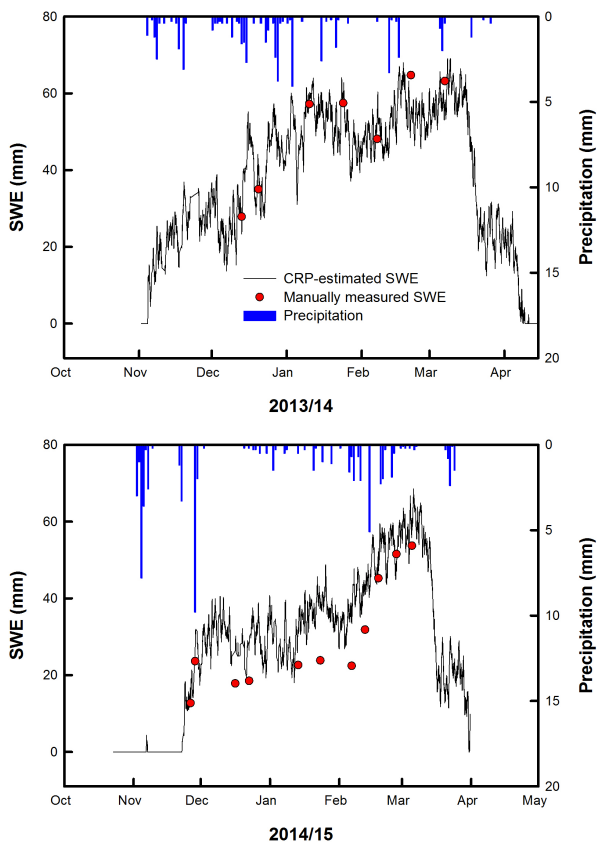 80
60
40
20
0
SWE (mm)
0
5
10
15
20
Precipitation (mm)
CRP-estimated SWE
Manually measured SWE
Precipitation
Oct Nov Dec Jan Feb Mar Apr
2013/14
80
60
40
20
0
SWE (mm)
0
5
10
15
20
Precipitation (mm)
Oct Nov Dec Jan Feb Mar Apr May
2014/15